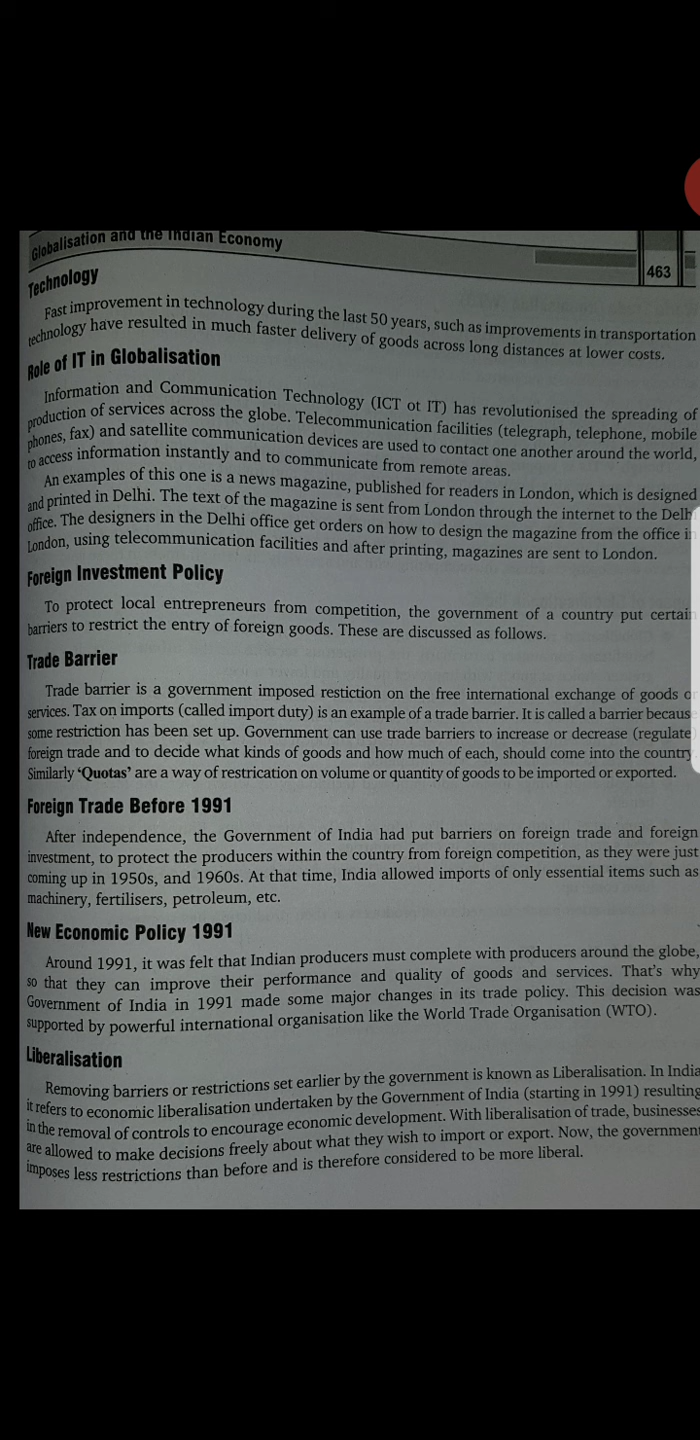 Globalisation and the Indian Economy
463
Technology
Fast improvement in technology during the last 50 years, such as improvements in transportation
technology have resulted in much faster delivery of goods across long distances at lower costs.
Role of IT in Globalisation
Information and Communication Technology (ICT ot IT) has revolutionised the spreading of
production of services across the globe. Telecommunication facilities (telegraph, telephone, mobile
phones, fax) and satellite communication devices are used to contact one another around the world,
to access information instantly and to communicate from remote areas.
An examples of this one is a news magazine, published for readers in London, which is designed
and printed in Delhi. The text of the magazine is sent from London through the internet to the Delh
office. The designers in the Delhi office get orders on how to design the magazine from the office in
London, using telecommunication facilities and after printing, magazines are sent to London.
Foreign Investment Policy
To protect local entrepreneurs from competition, the government of a country put certain
barriers to restrict the entry of foreign goods. These are discussed as follows.
Trade Barrier
Trade barrier is a government imposed restiction on the free international exchange of goods or
services. Tax on imports (called import duty) is an example of a trade barrier. It is called a barrier because
some restriction has been set up. Government can use trade barriers to increase or decrease (regulate)
foreign trade and to decide what kinds of goods and how much of each, should come into the country.
Similarly ‘Quotas’ are a way of restrication on volume or quantity of goods to be imported or exported.
Foreign Trade Before 1991
After independence, the Government of India had put barriers on foreign trade and foreign
investment, to protect the producers within the country from foreign competition, as they were just
coming up in 1950s, and 1960s. At that time, India allowed imports of only essential items such as
machinery, fertilisers, petroleum, etc.
New Economic Policy 1991
Around 1991, it was felt that Indian producers must complete with producers around the globe,
so that they can improve their performance and quality of goods and services. That's why
Government of India in 1991 made some major changes in its trade policy. This decision was
supported by powerful international organisation like the World Trade Organisation (WTO).
Liberalisation
Removing barriers or restrictions set earlier by the government is known as Liberalisation. In India
it refers to economic liberalisation undertaken by the Government of India (starting in 1991) resulting
in the removal of controls to encourage economic development. With liberalisation of trade, businesses
are allowed to make decisions freely about what they wish to import or export. Now, the government
imposes less restrictions than before and is therefore considered to be more liberal.